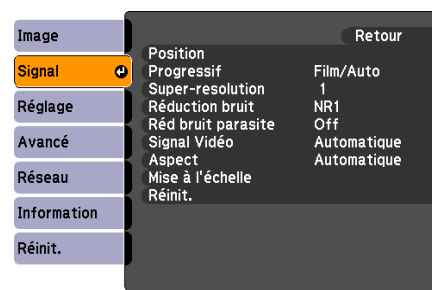 Image
Signal
Réglage
Avancé
Réseau
Information
Réinit.
Retour
Position
Progressif Film/Auto
Super-resolution 1
Réduction bruit NR1
Réd bruit parasite Off
Signal Vidéo Automatique
Aspect Automatique
Mise à l'échelle
Réinit.